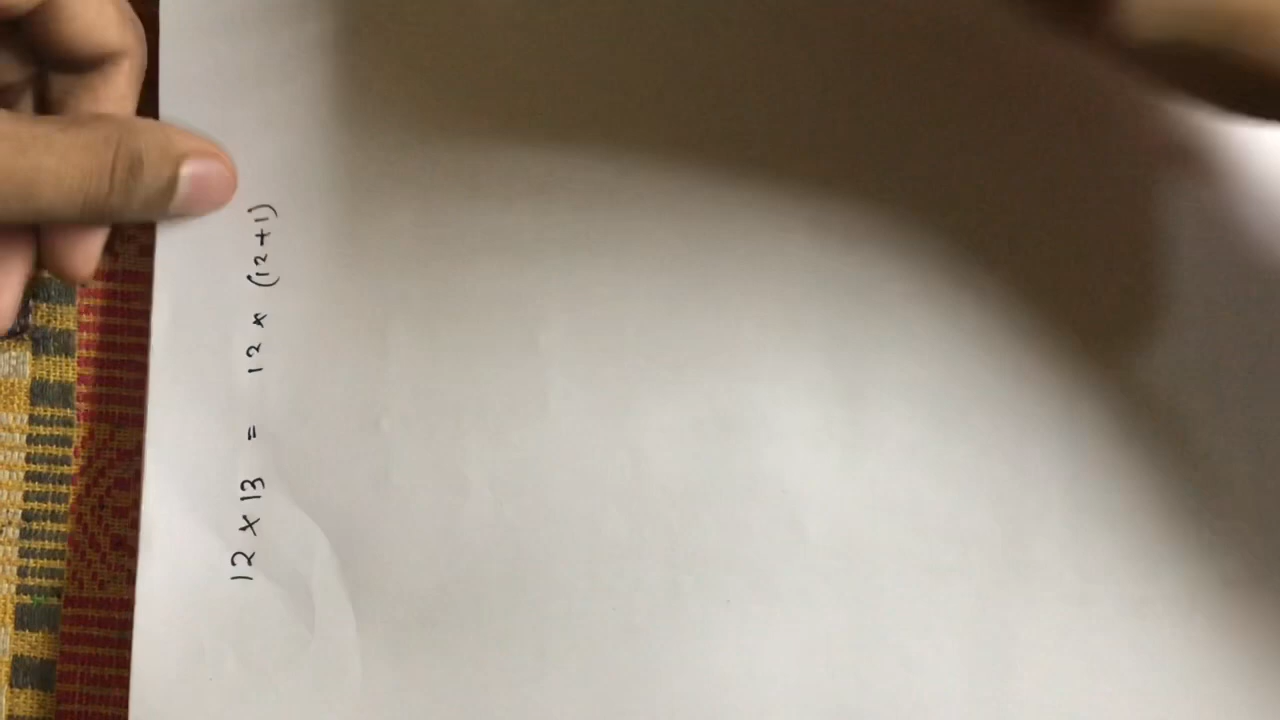 12 × 13 = 12 × (12+1)